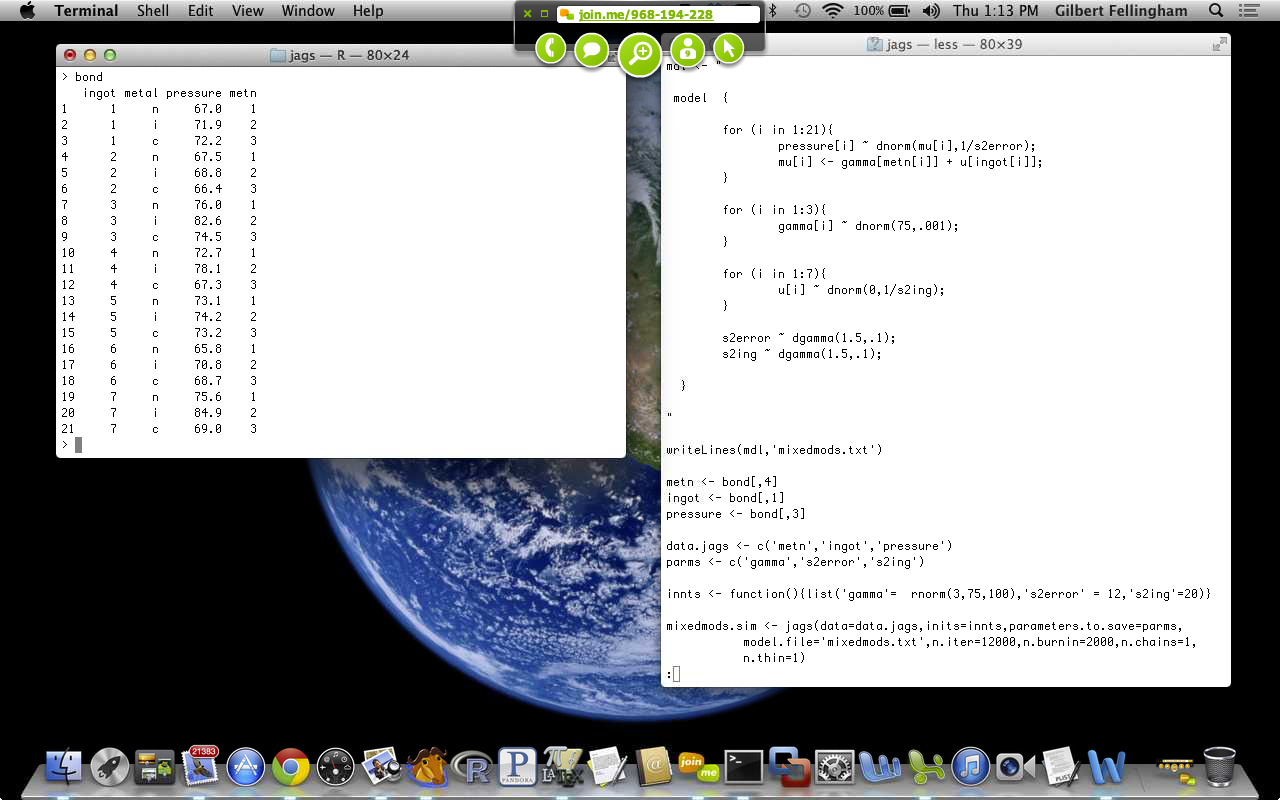 Terminal Shell Edit View Window Help
join.me/968-194-228
100% Thu 1:13 PM Gilbert Fellingham
jags — R — 80×24
> bond
ingot metal pressure metn
1 1 n 67.0 1
2 1 i 71.9 2
3 1 c 72.2 3
4 2 n 67.5 1
5 2 i 68.8 2
6 2 c 66.4 3
7 3 n 76.0 1
8 3 i 82.6 2
9 3 c 74.5 3
10 4 n 72.7 1
11 4 i 78.1 2
12 4 c 67.3 3
13 5 n 73.1 1
14 5 i 74.2 2
15 5 c 73.2 3
16 6 n 65.8 1
17 6 i 70.8 2
18 6 c 68.7 3
19 7 n 75.6 1
20 7 i 84.9 2
21 7 c 69.0 3
>
jags — less — 80×39
mdl <- "
model {
for (i in 1:21){
pressure[i] ~ dnorm(mu[i],1/s2error);
mu[i] <- gamma[metn[i]] + u[ingot[i]];
}
for (i in 1:3){
gamma[i] ~ dnorm(75,.001);
}
for (i in 1:7){
u[i] ~ dnorm(0,1/s2ing);
}
s2error ~ dgamma(1.5,.1);
s2ing ~ dgamma(1.5,.1);
}
"
writeLines(mdl,'mixedmods.txt')
metn <- bond[,4]
ingot <- bond[,1]
pressure <- bond[,3]
data.jags <- c('metn','ingot','pressure')
parms <- c('gamma','s2error','s2ing')
innts <- function(){list('gamma'= rnorm(3,75,100),'s2error' = 12,'s2ing'=20)}
mixedmods.sim <- jags(data=data.jags,inits=innts,parameters.to.save=parms,
model.file='mixedmods.txt',n.iter=12000,n.burnin=2000,n.chains=1,
n.thin=1)
:
21383
R
P
PANDORA
LATEX
join
me
>_
PLIST
W